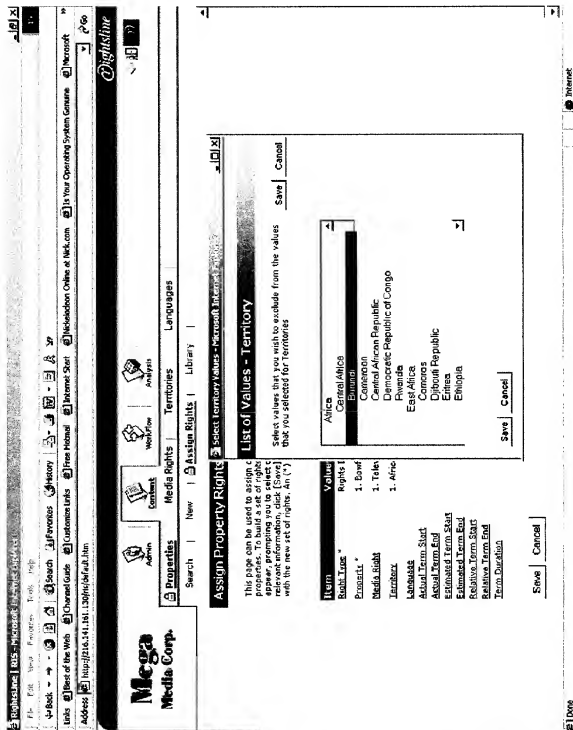 RightsLine | RIS - Microsoft
File Edit View Favorites Tools Help
Back Search Favorites History
Links Best of the Web Channel Guide Customize Links Free Hotmail Internet Start Nickelodeon Online at Nick.com Is Your Operating System Genuine Microsoft
Address http://216.141.161.120/ris/default.htm Go
Mega
Media Corp.
Admin Content Workflow Analysis
Rightsline
Properties Media Rights Territories Languages
Search | New | Assign Rights | Library |
Assign Property Rights
This page can be used to assign
properties. To build a set of rights
appear, prompting you to select
relevant information, click [Save]
with the new set of rights. An (*)
Item Value
Right Type * Rights
Property * 1. Bowf
Media Right 1. Telev
Territory 1. Afric
Language
Actual Term Start
Actual Term End
Estimated Term Start
Estimated Term End
Relative Term Start
Relative Term End
Term Duration
Save Cancel
Select Territory Values - Microsoft Internet Explorer
List of Values - Territory
Select values that you wish to exclude from the values
that you selected for Territories
Save Cancel
Africa
Central Africa
Burundi
Cameroon
Central African Republic
Democratic Republic of Congo
Rwanda
East Africa
Comoros
Djibouti Republic
Eritrea
Ethiopia
Save Cancel
Done Internet